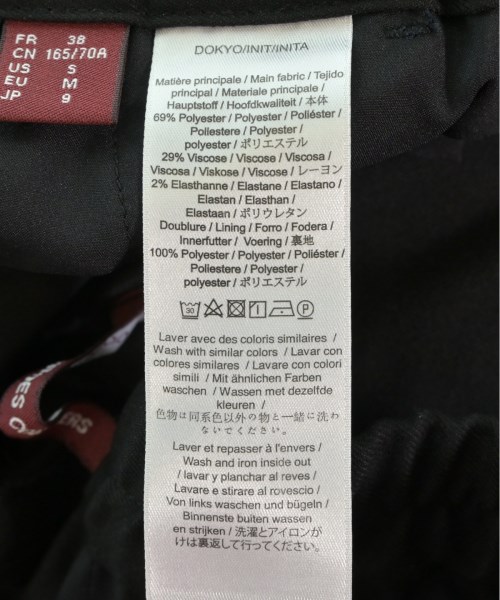 FR 38
CN 165/70A
US S
EU M
JP 9
DOKYO/INIT/INITA
Matière principale / Main fabric / Tejido
principal / Materiale principale /
Hauptstoff / Hoofdkwaliteit / 本体
69% Polyester / Polyester / Poliéster /
Poliestere / Polyester /
polyester / ポリエステル
29% Viscose / Viscose / Viscosa /
Viscosa / Viskose / Viscose / レーヨン
2% Elasthanne / Elastane / Elastano /
Elastan / Elasthan /
Elastaan / ポリウレタン
Doublure / Lining / Forro / Fodera /
Innerfutter / Voering / 裏地
100% Polyester / Polyester / Poliéster /
Poliestere / Polyester /
polyester / ポリエステル
30 P
Laver avec des coloris similaires /
Wash with similar colors / Lavar con
colores similares / Lavare con colori
simili / Mit ähnlichen Farben
waschen / Wassen met dezelfde
kleuren /
色物は同系色以外の物と一緒に洗わ
ないでください。
Laver et repasser à l'envers /
Wash and iron inside out
/ lavar y planchar al reves /
Lavare e stirare al rovescio /
Von links waschen und bügeln /
Binnenste buiten wassen
en strijken / 洗濯とアイロンが
けは裏返して行ってください。